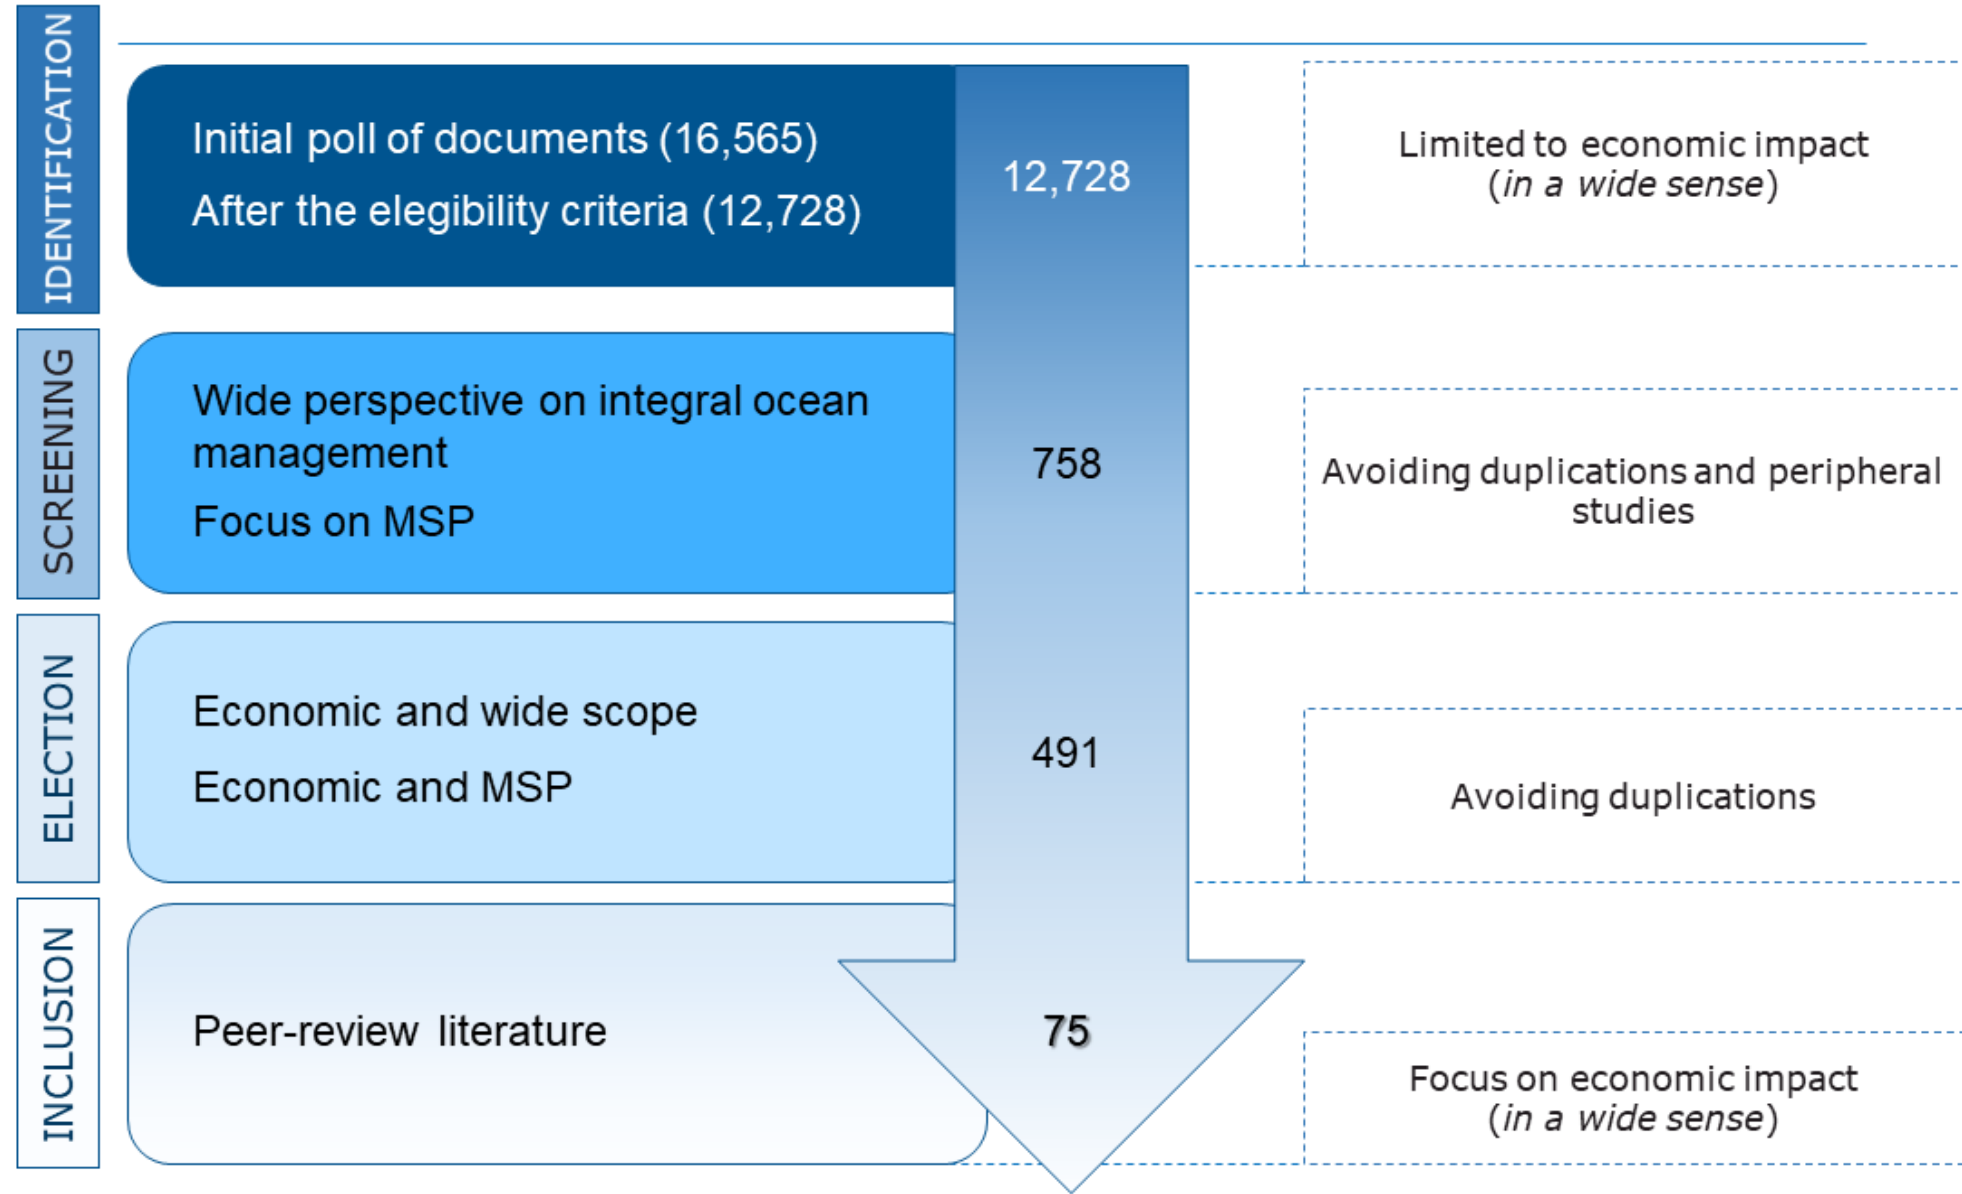 IDENTIFICATION
Initial poll of documents (16,565)
After the elegibility criteria (12,728)
12,728
Limited to economic impact
(in a wide sense)
SCREENING
Wide perspective on integral ocean
management
Focus on MSP
758
Avoiding duplications and peripheral
studies
ELECTION
Economic and wide scope
Economic and MSP
491
Avoiding duplications
INCLUSION
Peer-review literature
75
Focus on economic impact
(in a wide sense)